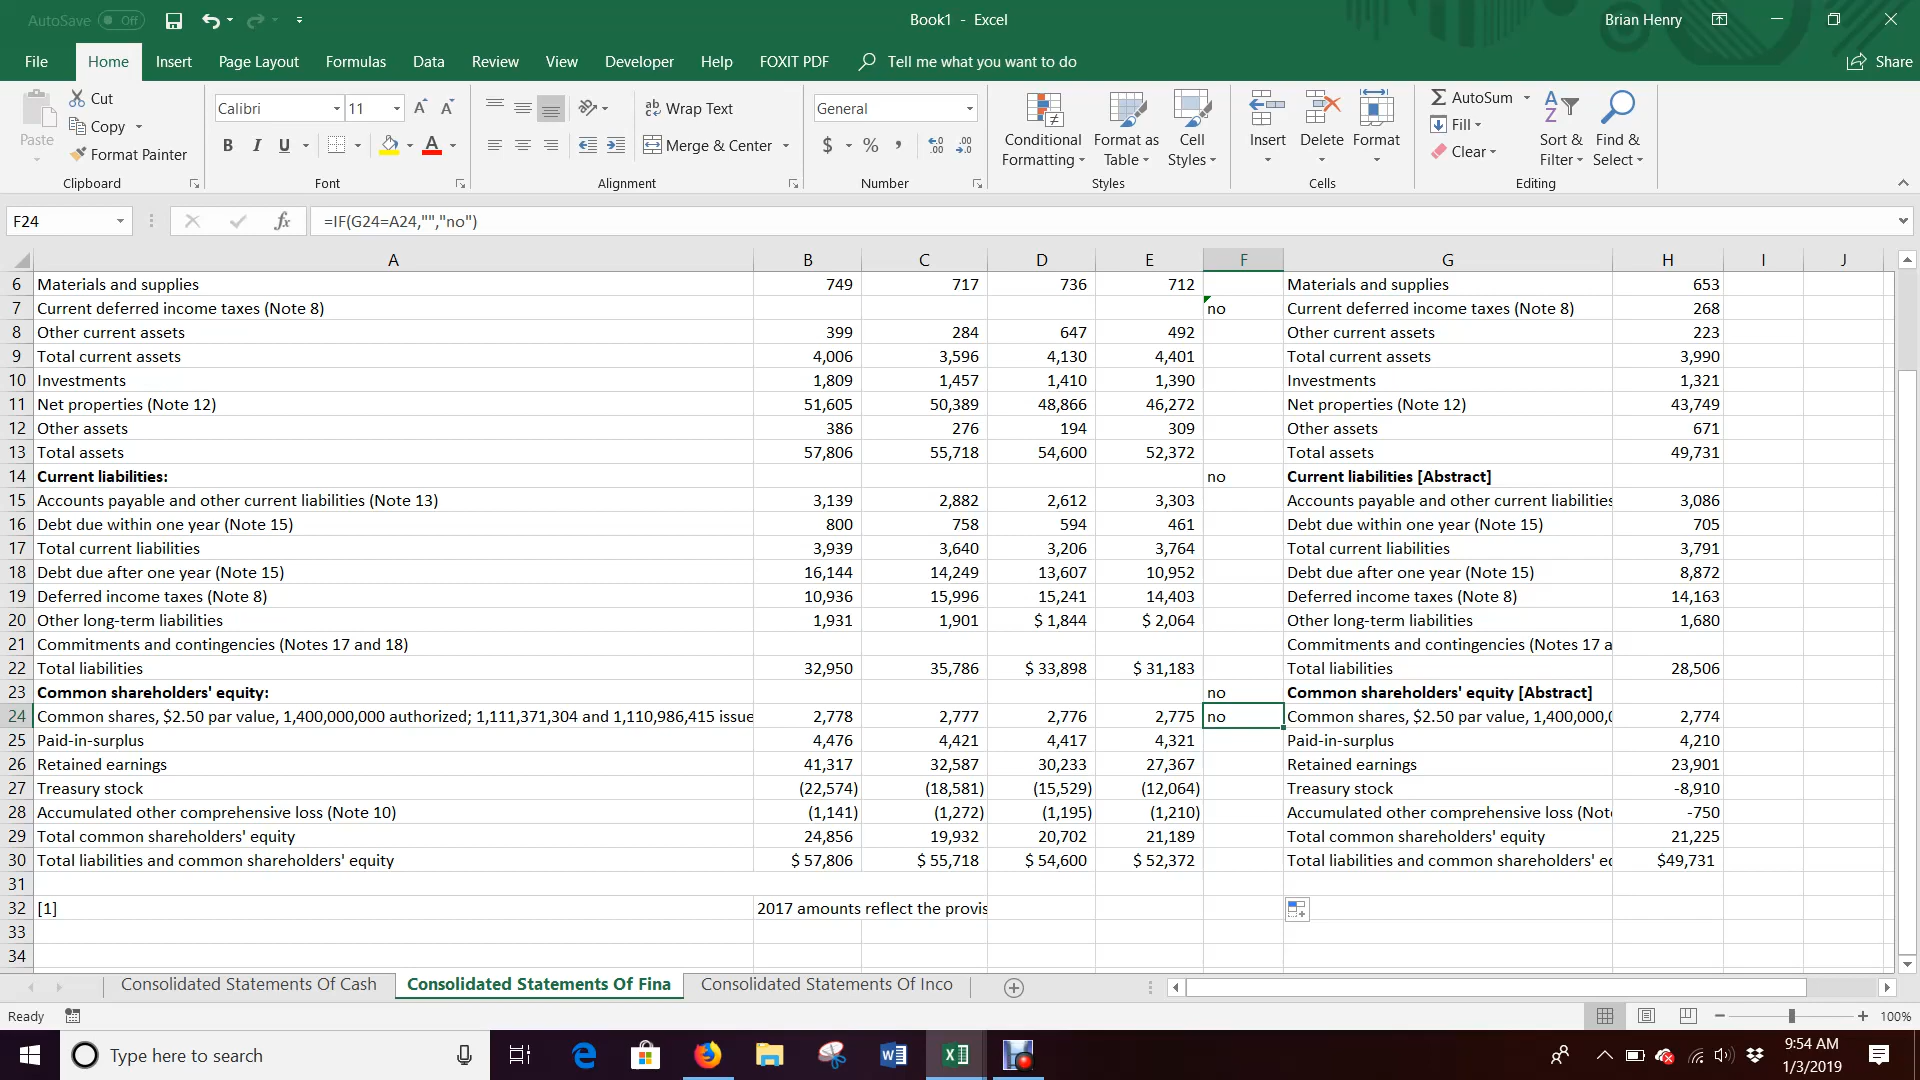 AutoSave Off Book1 - Excel Brian Henry
File Home Insert Page Layout Formulas Data Review View Developer Help FOXIT PDF Tell me what you want to do Share
Paste Cut Copy Format Painter Clipboard
Calibri 11 A A B I U A Font
ab Wrap Text Merge & Center Alignment
General $ % , Number
Conditional Formatting Format as Table Cell Styles Styles
Insert Delete Format Cells
AutoSum Fill Clear Sort & Filter Find & Select Editing
F24 fx =IF(G24=A24,"","no")
A B C D E F G H I J
6 Materials and supplies 749 717 736 712 Materials and supplies 653
7 Current deferred income taxes (Note 8) no Current deferred income taxes (Note 8) 268
8 Other current assets 399 284 647 492 Other current assets 223
9 Total current assets 4,006 3,596 4,130 4,401 Total current assets 3,990
10 Investments 1,809 1,457 1,410 1,390 Investments 1,321
11 Net properties (Note 12) 51,605 50,389 48,866 46,272 Net properties (Note 12) 43,749
12 Other assets 386 276 194 309 Other assets 671
13 Total assets 57,806 55,718 54,600 52,372 Total assets 49,731
14 Current liabilities: no Current liabilities [Abstract]
15 Accounts payable and other current liabilities (Note 13) 3,139 2,882 2,612 3,303 Accounts payable and other current liabilities 3,086
16 Debt due within one year (Note 15) 800 758 594 461 Debt due within one year (Note 15) 705
17 Total current liabilities 3,939 3,640 3,206 3,764 Total current liabilities 3,791
18 Debt due after one year (Note 15) 16,144 14,249 13,607 10,952 Debt due after one year (Note 15) 8,872
19 Deferred income taxes (Note 8) 10,936 15,996 15,241 14,403 Deferred income taxes (Note 8) 14,163
20 Other long-term liabilities 1,931 1,901 $ 1,844 $ 2,064 Other long-term liabilities 1,680
21 Commitments and contingencies (Notes 17 and 18) Commitments and contingencies (Notes 17 a
22 Total liabilities 32,950 35,786 $ 33,898 $ 31,183 Total liabilities 28,506
23 Common shareholders' equity: no Common shareholders' equity [Abstract]
24 Common shares, $2.50 par value, 1,400,000,000 authorized; 1,111,371,304 and 1,110,986,415 issue 2,778 2,777 2,776 2,775 no Common shares, $2.50 par value, 1,400,000,0 2,774
25 Paid-in-surplus 4,476 4,421 4,417 4,321 Paid-in-surplus 4,210
26 Retained earnings 41,317 32,587 30,233 27,367 Retained earnings 23,901
27 Treasury stock (22,574) (18,581) (15,529) (12,064) Treasury stock -8,910
28 Accumulated other comprehensive loss (Note 10) (1,141) (1,272) (1,195) (1,210) Accumulated other comprehensive loss (Not -750
29 Total common shareholders' equity 24,856 19,932 20,702 21,189 Total common shareholders' equity 21,225
30 Total liabilities and common shareholders' equity $ 57,806 $ 55,718 $ 54,600 $ 52,372 Total liabilities and common shareholders' e $49,731
31
32 [1] 2017 amounts reflect the provis
33
34
Consolidated Statements Of Cash Consolidated Statements Of Fina Consolidated Statements Of Inco
Ready 100%
Type here to search 9:54 AM
1/3/2019